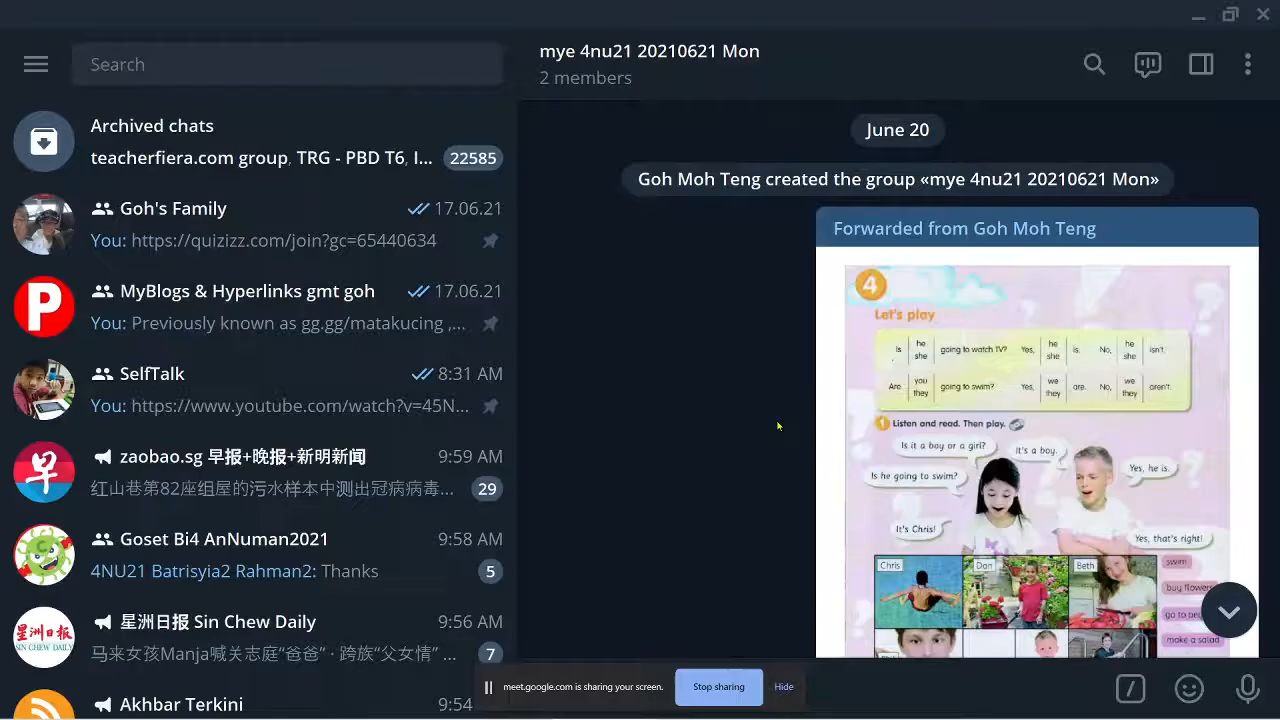 Search
Archived chats
teacherfiera.com group, TRG - PBD T6, I...
22585
Goh's Family
17.06.21
You: https://quizizz.com/join?gc=65440634
MyBlogs & Hyperlinks gmt goh
17.06.21
You: Previously known as gg.gg/matakucing ,...
SelfTalk
8:31 AM
You: https://www.youtube.com/watch?v=45N...
zaobao.sg 早报+晚报+新明新闻
9:59 AM
红山巷第82座组屋的污水样本中测出冠病病毒...
29
Goset Bi4 AnNuman2021
9:58 AM
4NU21 Batrisyia2 Rahman2: Thanks
5
星洲日报 Sin Chew Daily
9:56 AM
马来女孩Manja喊关志庭“爸爸” · 跨族“父女情” ...
7
Akhbar Terkini
9:54
mye 4nu21 20210621 Mon
2 members
June 20
Goh Moh Teng created the group «mye 4nu21 20210621 Mon»
Forwarded from Goh Moh Teng
4
Let's play
Is he she going to watch TV? Yes, he she is. No, he she isn't.
Are you they going to swim? Yes, we they are. No, we they aren't.
1 Listen and read. Then play.
Is it a boy or a girl?
It's a boy.
Is he going to swim?
Yes, he is.
It's Chris!
Yes, that's right!
Chris
Dan
Beth
swim
buy flowers
go to bed
make a salad
meet.google.com is sharing your screen.
Stop sharing
Hide